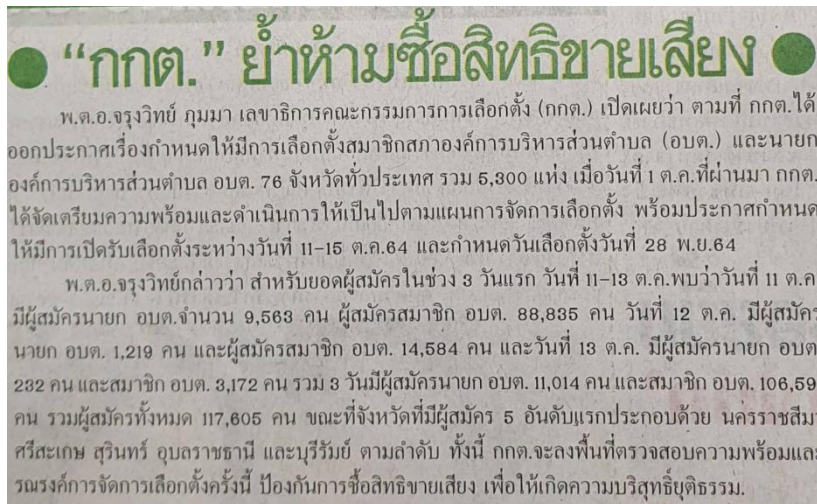 ● “กกต.” ย้ำห้ามซื้อสิทธิขายเสียง ●
พ.ต.อ.จรุงวิทย์ ภุมมา เลขาธิการคณะกรรมการการเลือกตั้ง (กกต.) เปิดเผยว่า ตามที่ กกต.ได้
ออกประกาศเรื่องกำหนดให้มีการเลือกตั้งสมาชิกสภาองค์การบริหารส่วนตำบล (อบต.) และนายก
องค์การบริหารส่วนตำบล อบต. 76 จังหวัดทั่วประเทศ รวม 5,300 แห่ง เมื่อวันที่ 1 ต.ค.ที่ผ่านมา กกต.
ได้จัดเตรียมความพร้อมและดำเนินการให้เป็นไปตามแผนการจัดการเลือกตั้ง พร้อมประกาศกำหนด
ให้มีการเปิดรับเลือกตั้งระหว่างวันที่ 11-15 ต.ค.64 และกำหนดวันเลือกตั้งวันที่ 28 พ.ย.64
พ.ต.อ.จรุงวิทย์กล่าวว่า สำหรับยอดผู้สมัครในช่วง 3 วันแรก วันที่ 11-13 ต.ค.พบว่าวันที่ 11 ต.ค
มีผู้สมัครนายก อบต.จำนวน 9,563 คน ผู้สมัครสมาชิก อบต. 88,835 คน วันที่ 12 ต.ค. มีผู้สมัคร
นายก อบต. 1,219 คน และผู้สมัครสมาชิก อบต. 14,584 คน และวันที่ 13 ต.ค. มีผู้สมัครนายก อบต
232 คน และสมาชิก อบต. 3,172 คน รวม 3 วันมีผู้สมัครนายก อบต. 11,014 คน และสมาชิก อบต. 106,59
คน รวมผู้สมัครทั้งหมด 117,605 คน ขณะที่จังหวัดที่มีผู้สมัคร 5 อันดับแรกประกอบด้วย นครราชสีมา
ศรีสะเกษ สุรินทร์ อุบลราชธานี และบุรีรัมย์ ตามลำดับ ทั้งนี้ กกต.จะลงพื้นที่ตรวจสอบความพร้อมและ
รณรงค์การจัดการเลือกตั้งครั้งนี้ ป้องกันการซื้อสิทธิขายเสียง เพื่อให้เกิดความบริสุทธิ์ยุติธรรม.